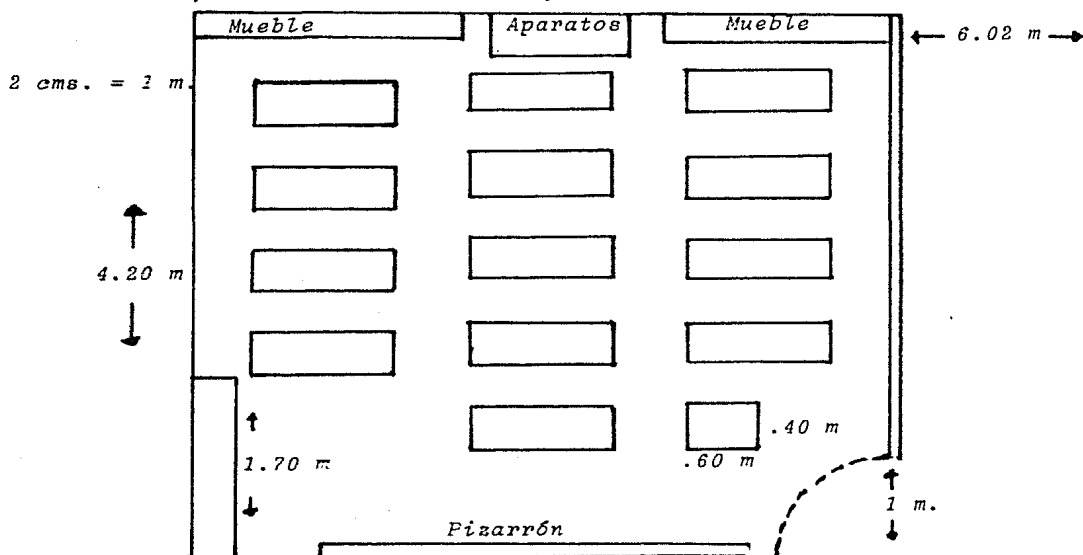 Mueble
Aparatos
Mueble
6.02 m
2 cms. = 1 m.
4.20 m
.40 m
.60 m
1.70 m
1 m.
Pizarrón